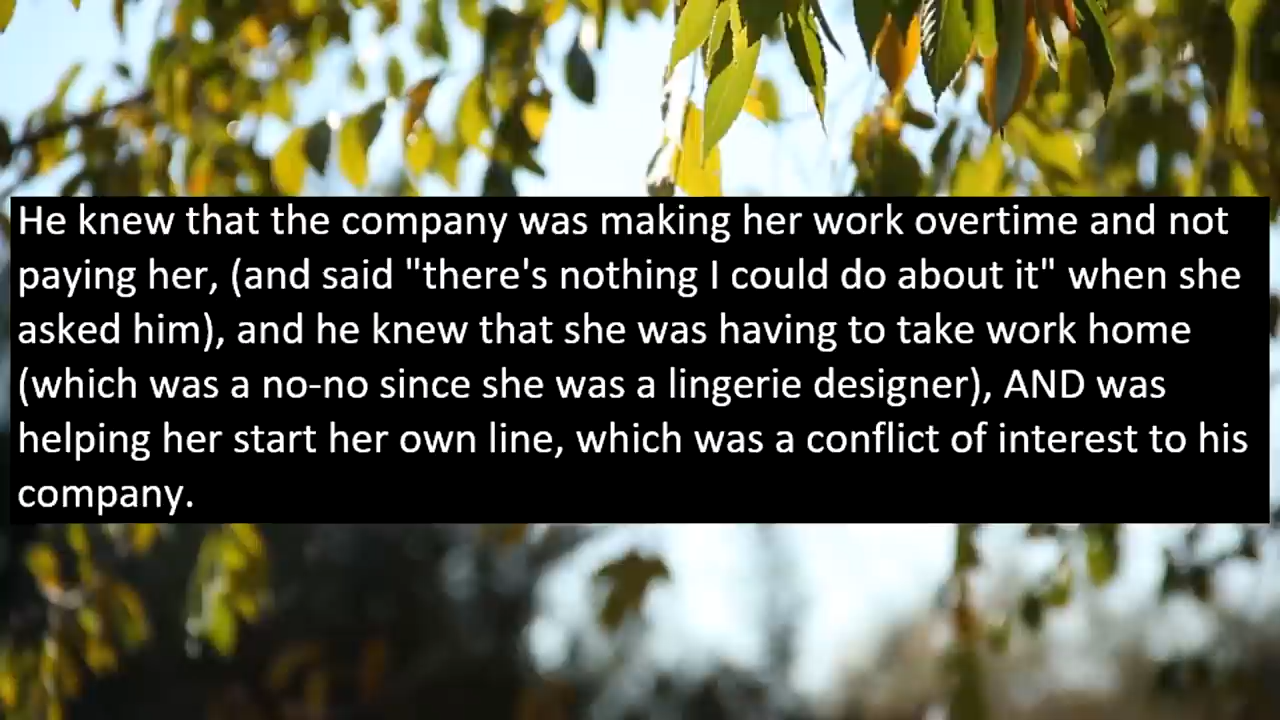 He knew that the company was making her work overtime and not
paying her, (and said "there's nothing I could do about it" when she
asked him), and he knew that she was having to take work home
(which was a no-no since she was a lingerie designer), AND was
helping her start her own line, which was a conflict of interest to his
company.